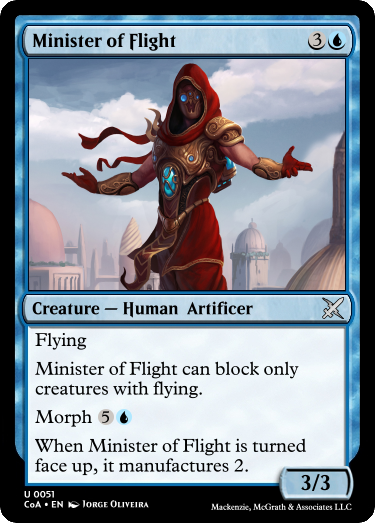 Minister of Flight 3
Creature — Human Artificer
Flying
Minister of Flight can block only
creatures with flying.
Morph 5
When Minister of Flight is turned
face up, it manufactures 2.
3/3
U 0051
CoA • EN Jorge Oliveira
Mackenzie, McGrath & Associates LLC